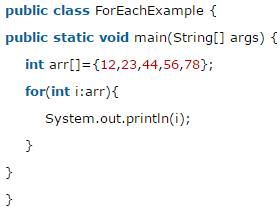 public class ForEachExample {
public static void main(String[] args) {
int arr[]={12,23,44,56,78};
for(int i:arr){
System.out.println(i);
}
}
}